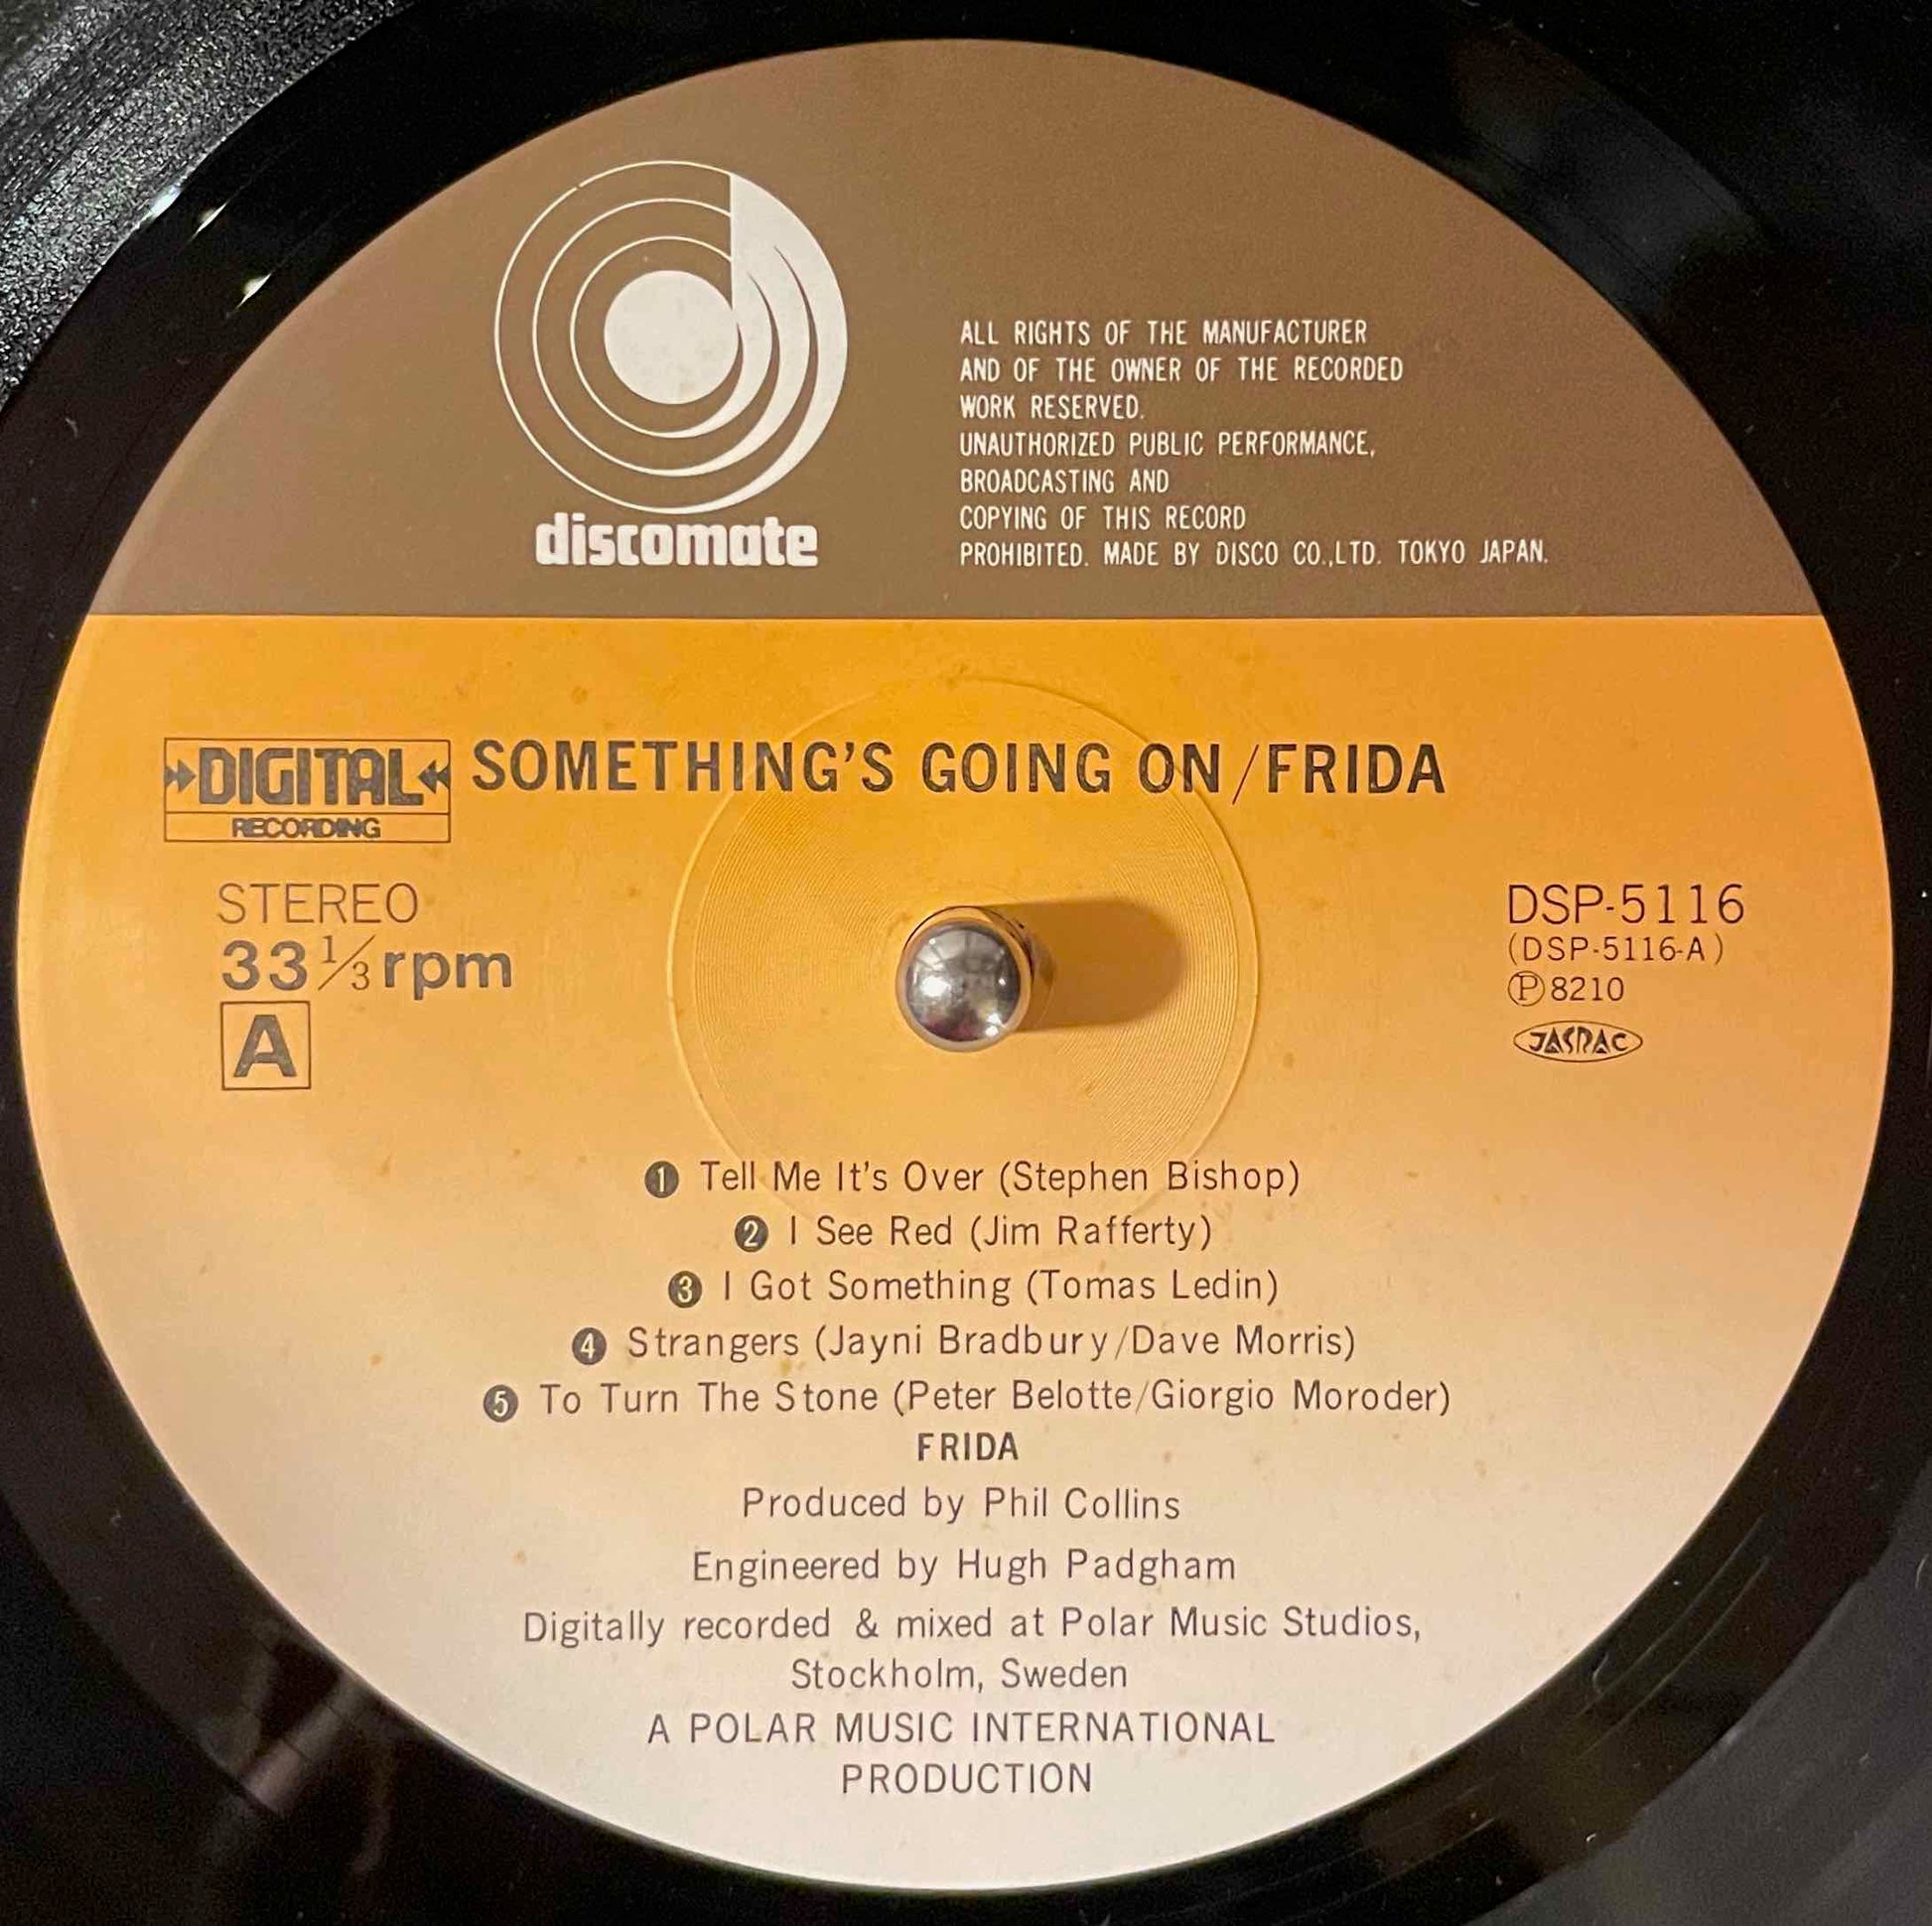 discomate
ALL RIGHTS OF THE MANUFACTURER
AND OF THE OWNER OF THE RECORDED
WORK RESERVED.
UNAUTHORIZED PUBLIC PERFORMANCE,
BROADCASTING AND
COPYING OF THIS RECORD
PROHIBITED. MADE BY DISCO CO.,LTD. TOKYO JAPAN.
DIGITAL
RECORDING
SOMETHING'S GOING ON/FRIDA
STEREO
33 1/3 rpm
A
DSP-5116
(DSP-5116-A)
Ⓟ8210
JASRAC
❶ Tell Me It's Over (Stephen Bishop)
❷ I See Red (Jim Rafferty)
❸ I Got Something (Tomas Ledin)
❹ Strangers (Jayni Bradbury/Dave Morris)
❺ To Turn The Stone (Peter Belotte/Giorgio Moroder)
FRIDA
Produced by Phil Collins
Engineered by Hugh Padgham
Digitally recorded & mixed at Polar Music Studios,
Stockholm, Sweden
A POLAR MUSIC INTERNATIONAL
PRODUCTION